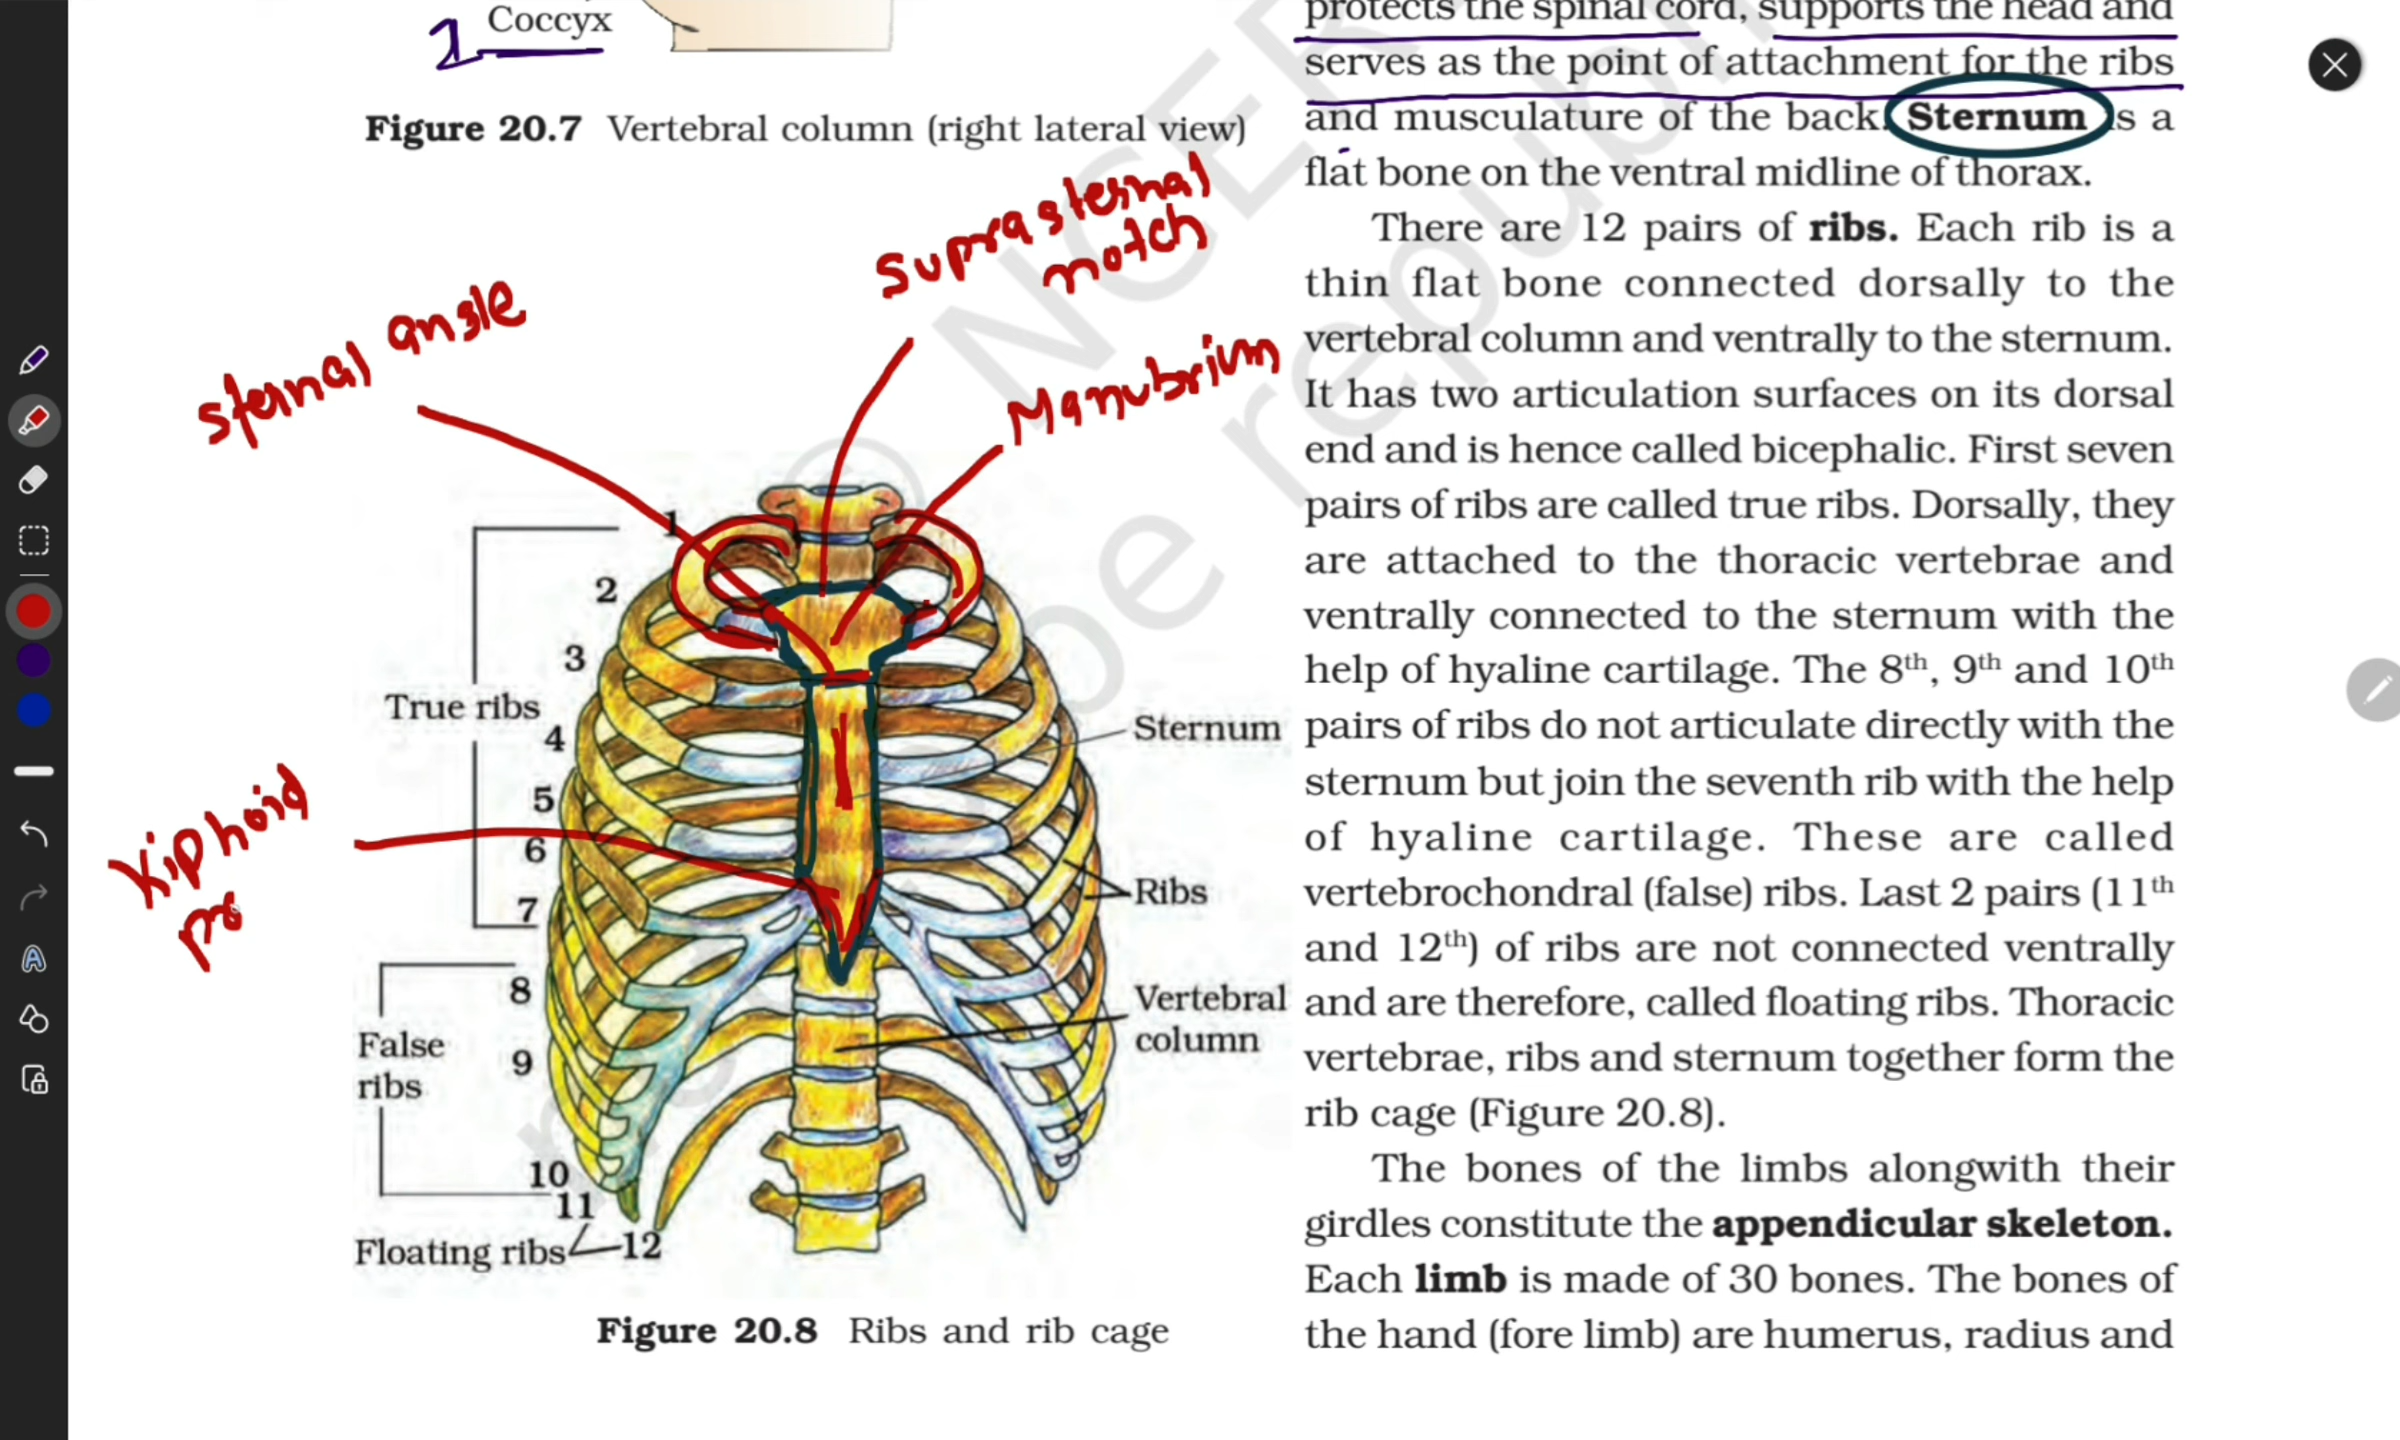 1 Coccyx
Figure 20.7 Vertebral column (right lateral view)
Suprasternal
notch
sternal angle
Manubrium
1
2
3
True ribs
4
5
6
7
Sternum
Ribs
Xiphoid
pro
8
False
ribs
9
Vertebral
column
10
11
Floating ribs 12
Figure 20.8 Ribs and rib cage
protects the spinal cord, supports the head and
serves as the point of attachment for the ribs
and musculature of the back. Sternum is a
flat bone on the ventral midline of thorax.
There are 12 pairs of ribs. Each rib is a
thin flat bone connected dorsally to the
vertebral column and ventrally to the sternum.
It has two articulation surfaces on its dorsal
end and is hence called bicephalic. First seven
pairs of ribs are called true ribs. Dorsally, they
are attached to the thoracic vertebrae and
ventrally connected to the sternum with the
help of hyaline cartilage. The 8th, 9th and 10th
pairs of ribs do not articulate directly with the
sternum but join the seventh rib with the help
of hyaline cartilage. These are called
vertebrochondral (false) ribs. Last 2 pairs (11th
and 12th) of ribs are not connected ventrally
and are therefore, called floating ribs. Thoracic
vertebrae, ribs and sternum together form the
rib cage (Figure 20.8).
The bones of the limbs alongwith their
girdles constitute the appendicular skeleton.
Each limb is made of 30 bones. The bones of
the hand (fore limb) are humerus, radius and